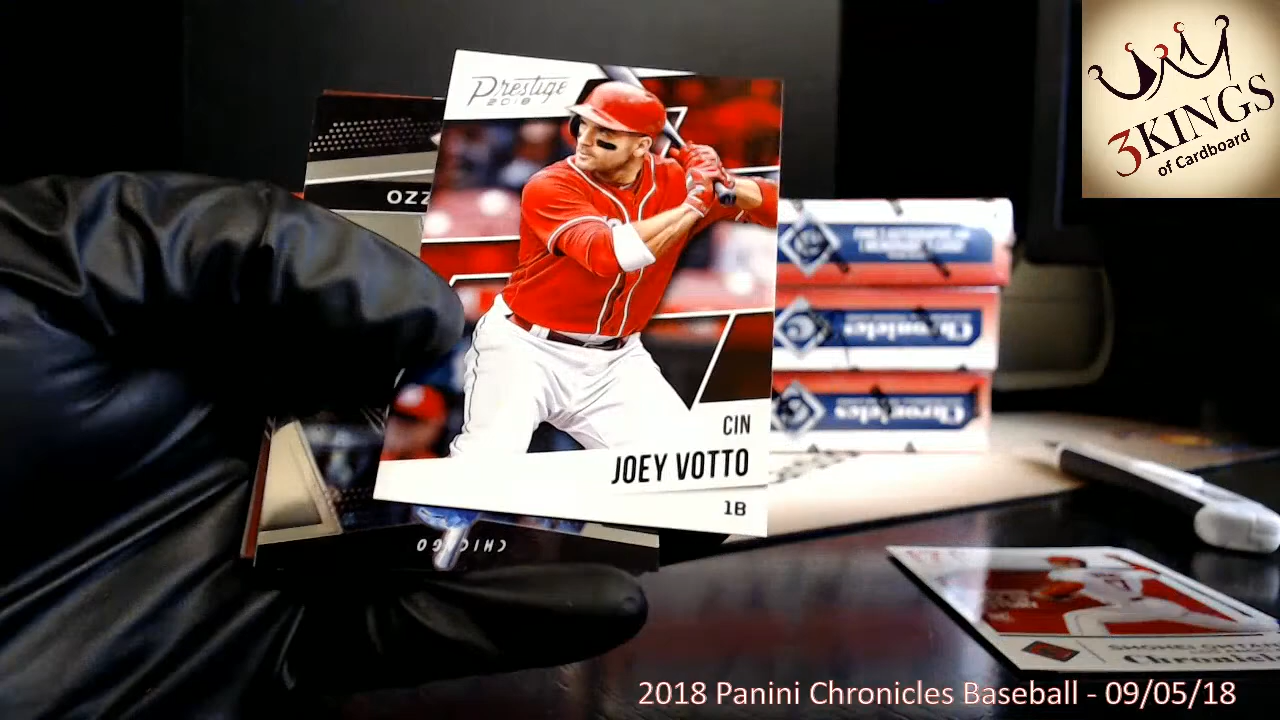 3KINGS
of Cardboard
Prestige
2018
OZZ
CIN
JOEY VOTTO
1B
CHICAGO
Chronicles
Chronicles
2018 Panini Chronicles Baseball - 09/05/18